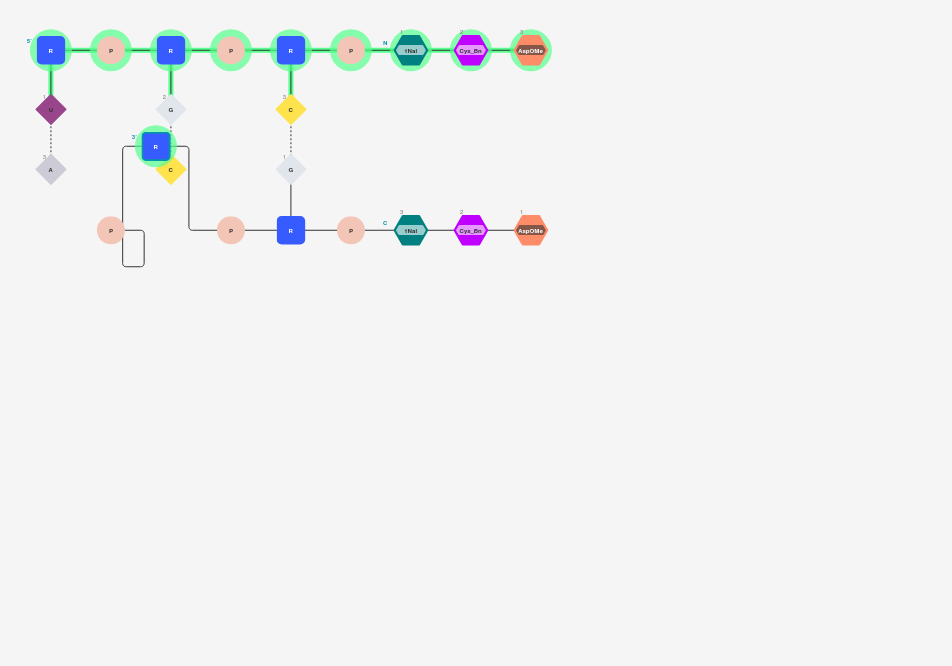 5' R P R P R P N 1 tNal 2 Cys_Bn 3 AspOMe
1 U 2 G 3 C
3' R
3 A C 1 G
P P R P C 3 tNal 2 Cys_Bn 1 AspOMe